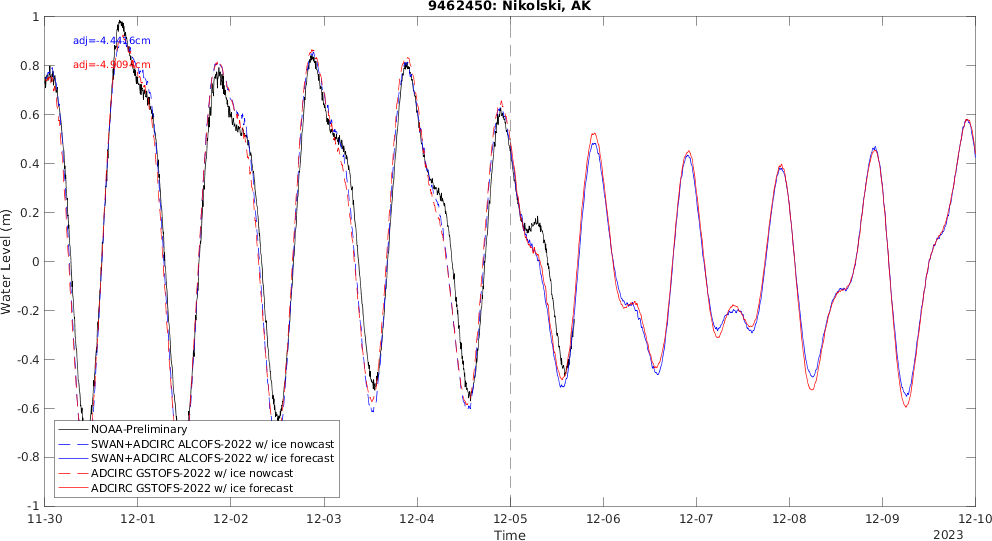 9462450: Nikolski, AK
adj=-4.4456cm
adj=-4.9094cm
1
0.8
0.6
0.4
0.2
0
-0.2
-0.4
-0.6
-0.8
-1
Water Level (m)
NOAA-Preliminary
SWAN+ADCIRC ALCOFS-2022 w/ ice nowcast
SWAN+ADCIRC ALCOFS-2022 w/ ice forecast
ADCIRC GSTOFS-2022 w/ ice nowcast
ADCIRC GSTOFS-2022 w/ ice forecast
11-30 12-01 12-02 12-03 12-04 12-05 12-06 12-07 12-08 12-09 12-10
Time
2023